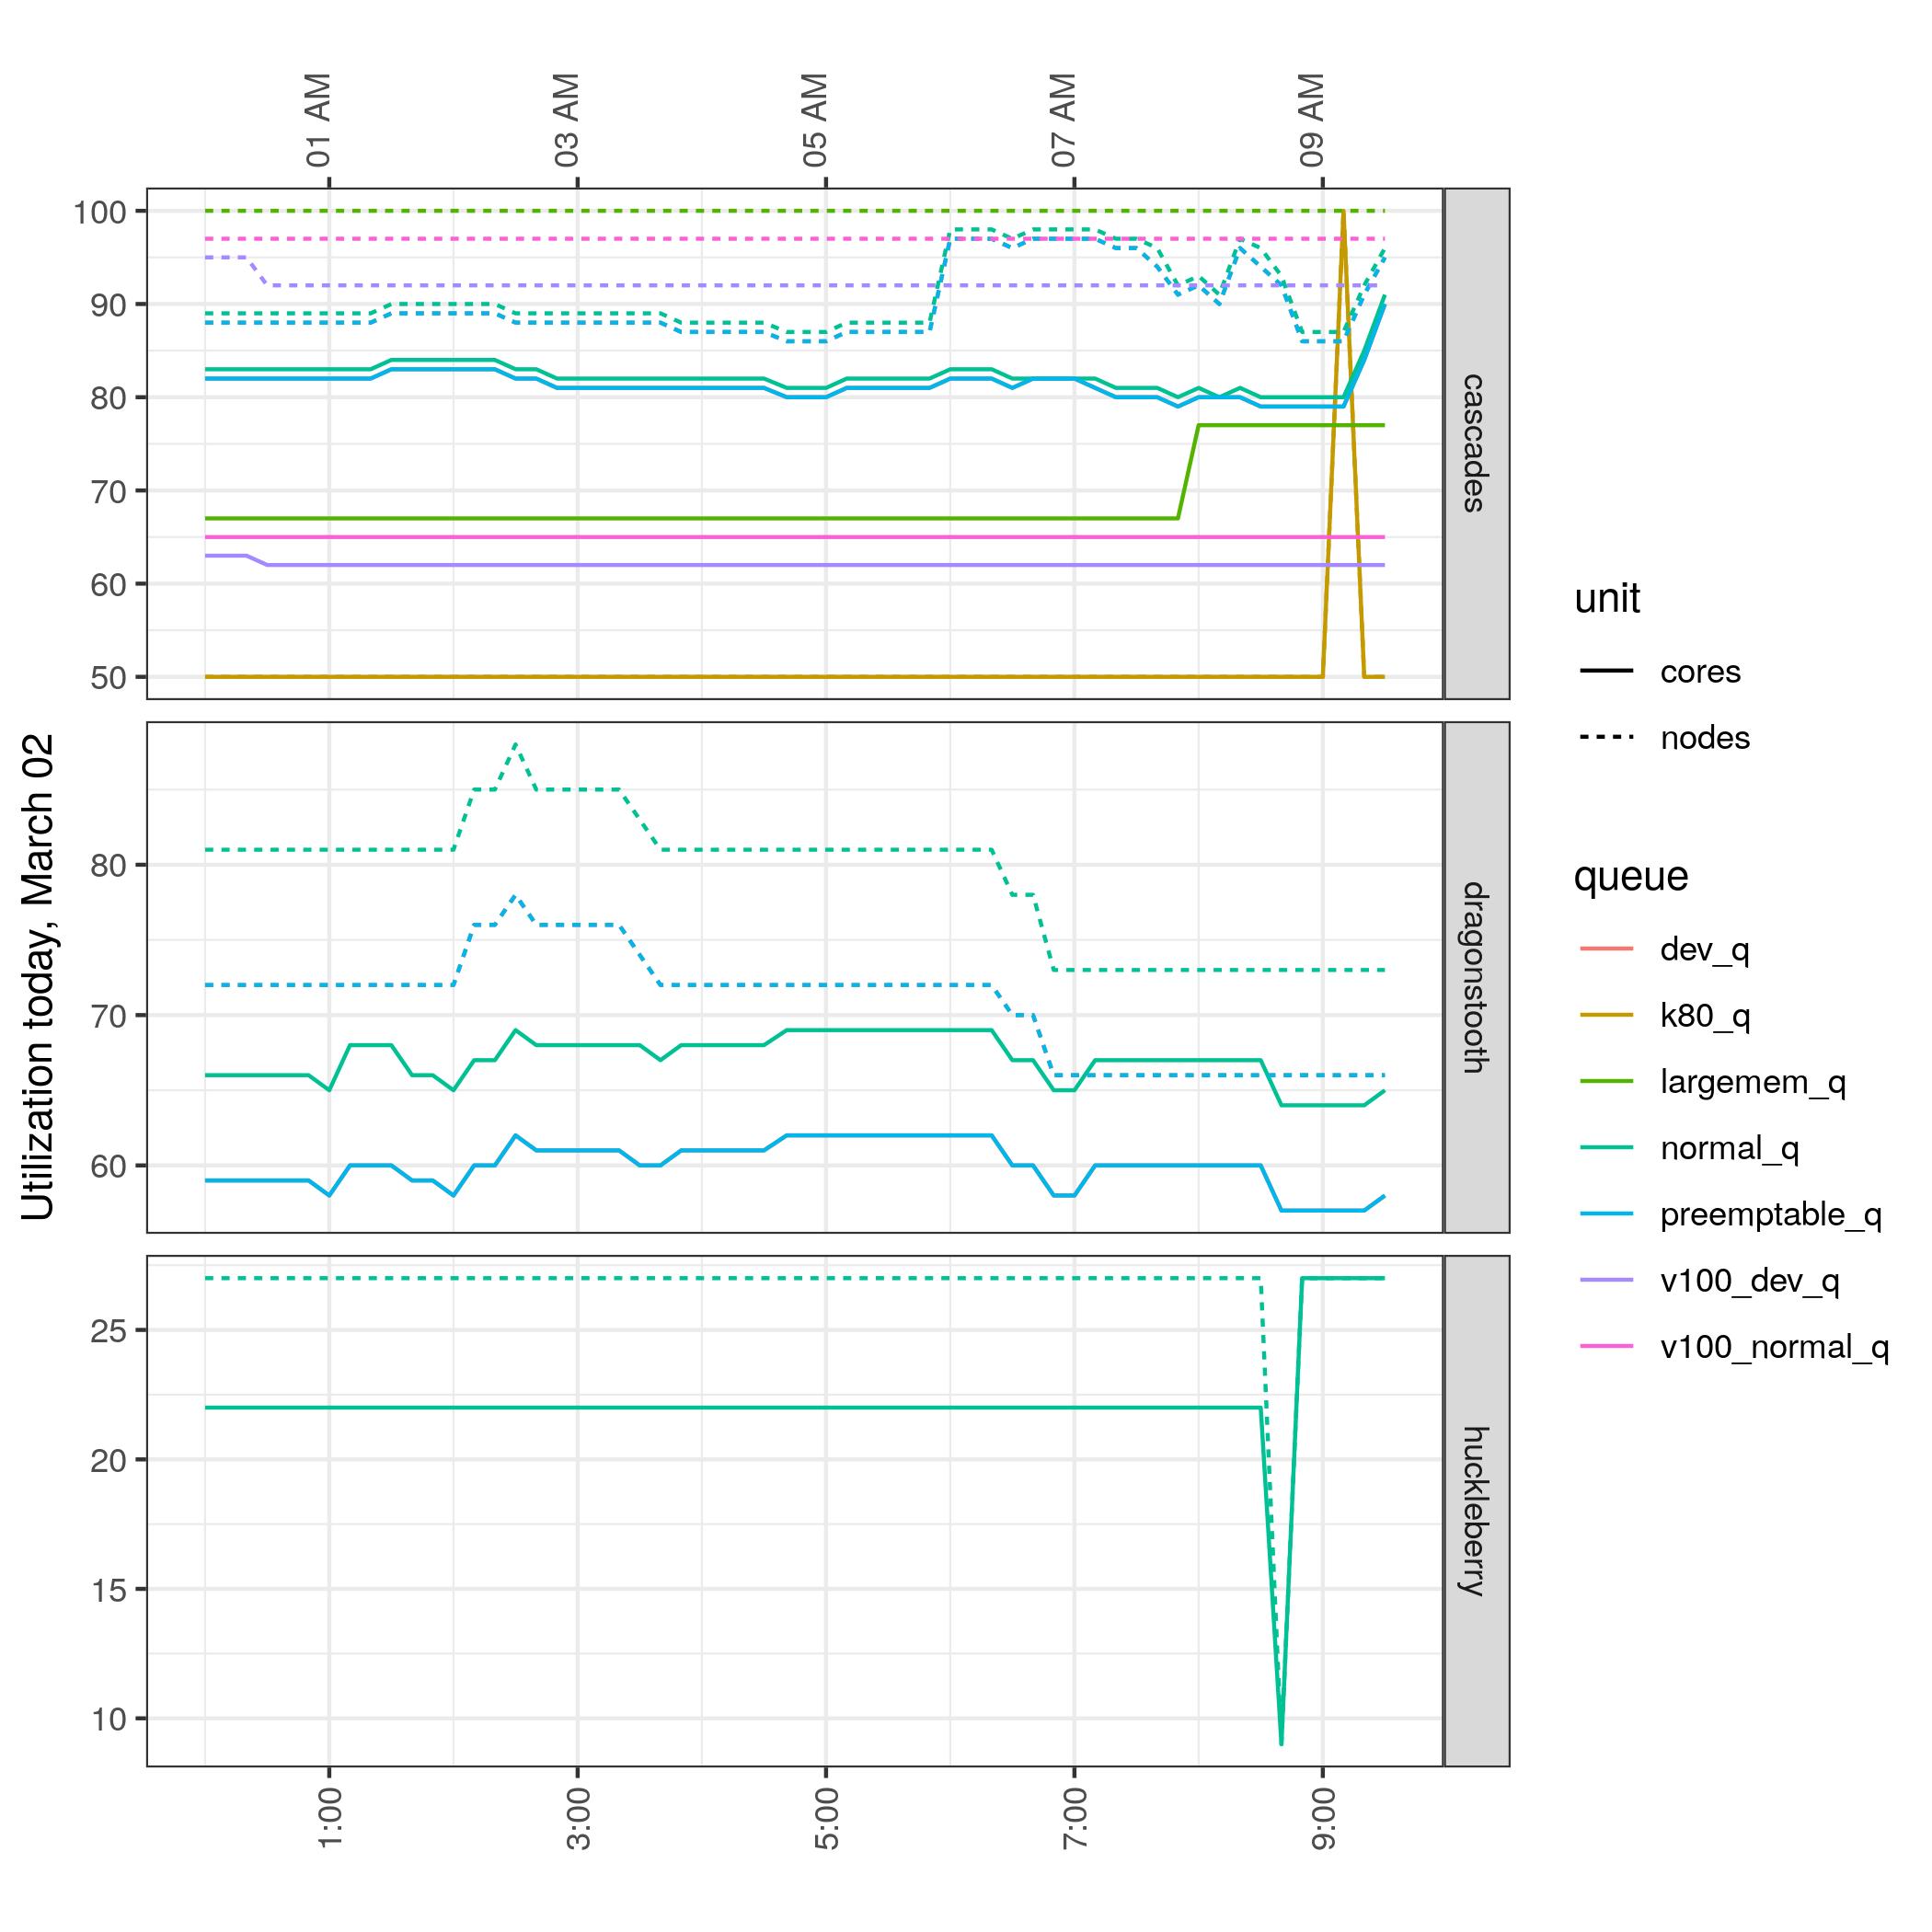 01 AM
03 AM
05 AM
07 AM
09 AM
Utilization today, March 02
100
90
80
70
60
50
cascades
80
70
60
dragonstooth
25
20
15
10
huckleberry
1:00
3:00
5:00
7:00
9:00
unit
cores
nodes
queue
dev_q
k80_q
largemem_q
normal_q
preemptable_q
v100_dev_q
v100_normal_q